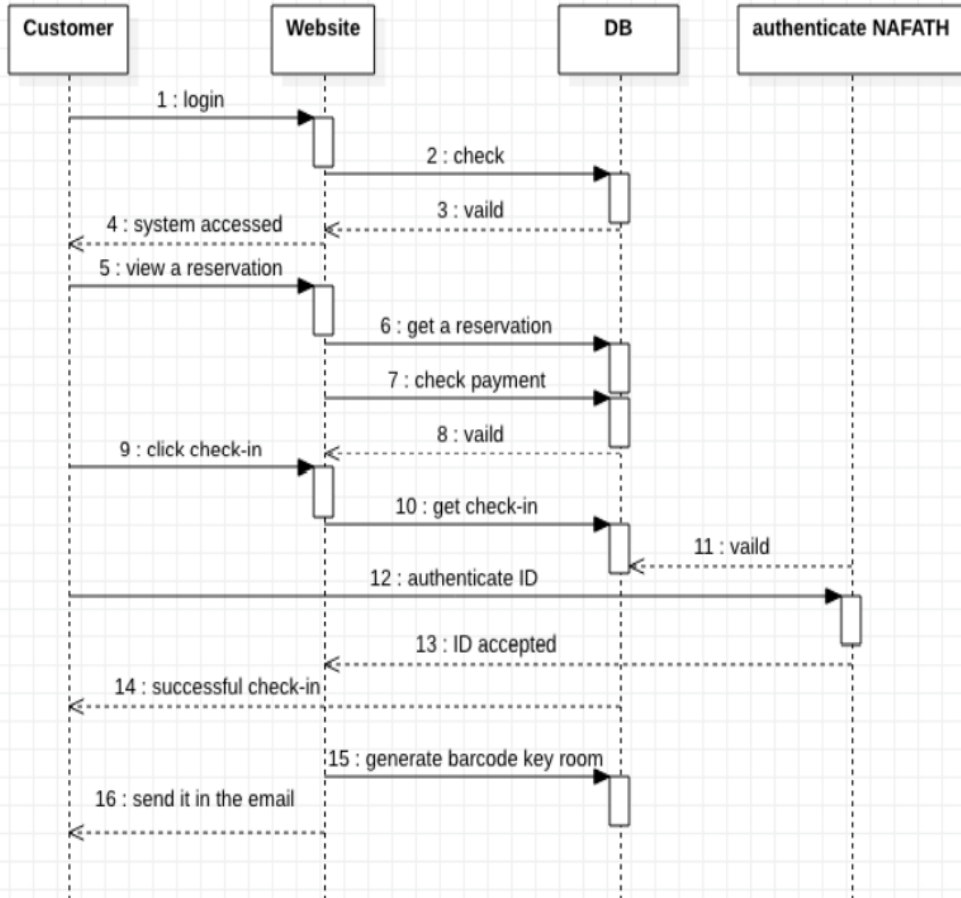 Customer
Website
DB
authenticate NAFATH
1 : login
2 : check
3 : vaild
4 : system accessed
5 : view a reservation
6 : get a reservation
7 : check payment
8 : vaild
9 : click check-in
10 : get check-in
11 : vaild
12 : authenticate ID
13 : ID accepted
14 : successful check-in
15 : generate barcode key room
16 : send it in the email